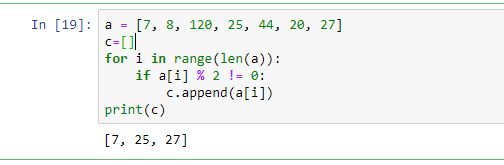 In [19]: a = [7, 8, 120, 25, 44, 20, 27]
c=[]
for i in range(len(a)):
    if a[i] % 2 != 0:
        c.append(a[i])
print(c)
[7, 25, 27]